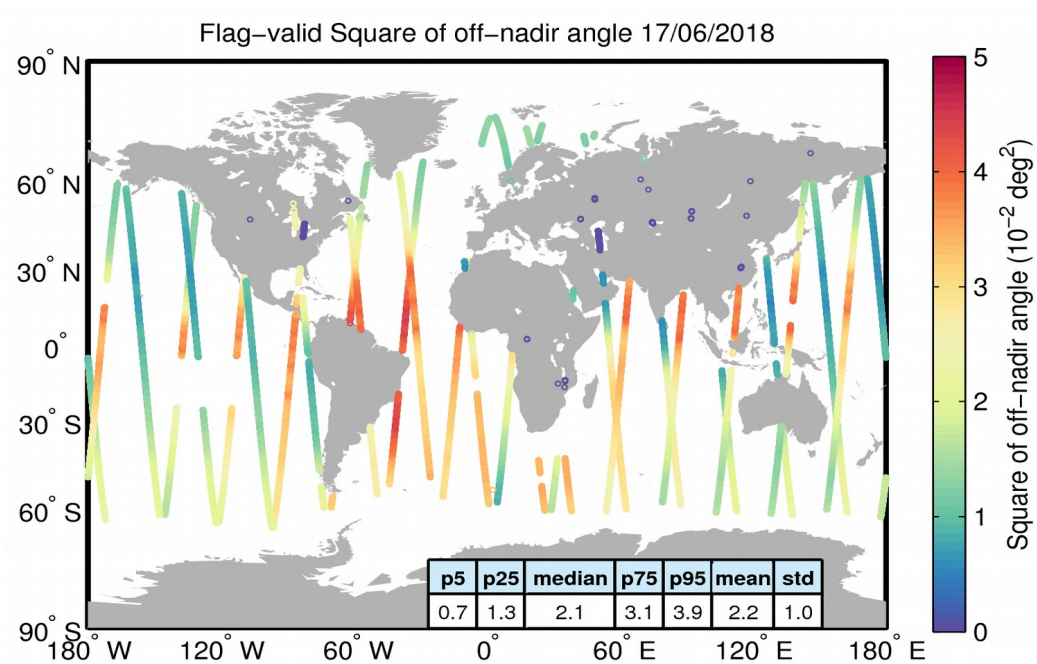 Flag−valid Square of off−nadir angle 17/06/2018
90° N
60° N
30° N
0°
30° S
60° S
90° S
180° W
120° W
60° W
0°
60° E
120° E
180° E
p5 p25 median p75 p95 mean std
0.7 1.3 2.1 3.1 3.9 2.2 1.0
5
4
3
2
1
0
Square of off−nadir angle (10⁻² deg²)